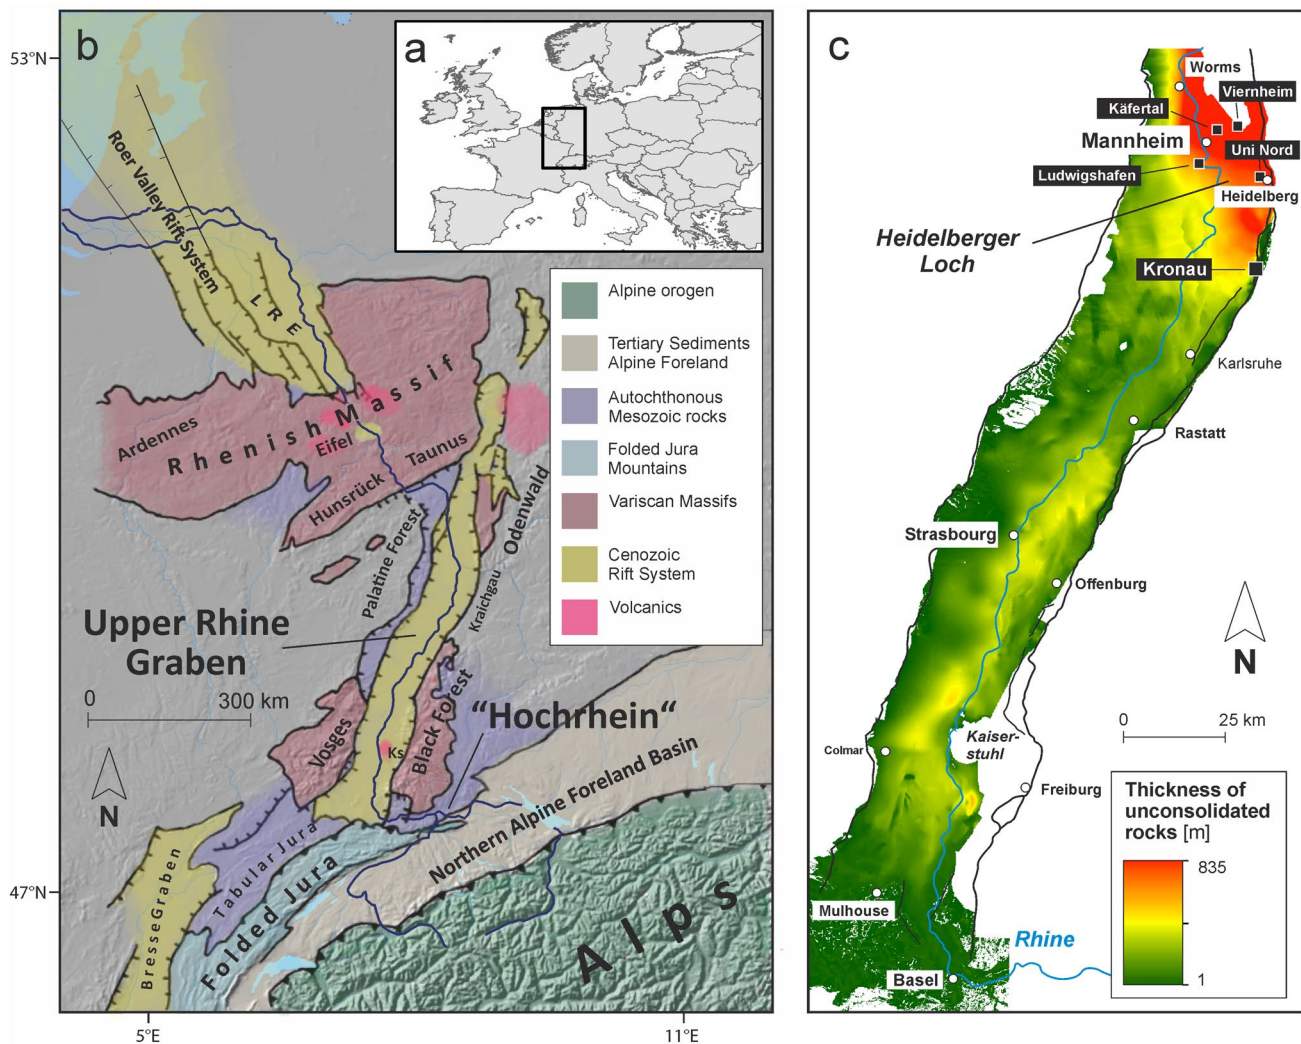 b
53°N
47°N
5°E
11°E
Roer Valley Rift System
L R E
Rhenish Massif
Ardennes
Eifel
Taunus
Hunsrück
Palatine Forest
Odenwald
Kraichgau
Upper Rhine
Graben
0
300 km
N
Vosges
Ks
Black Forest
“Hochrhein“
Northern Alpine Foreland Basin
Tabular Jura
Folded Jura
Bresse Graben
Alps
a
Alpine orogen
Tertiary Sediments
Alpine Foreland
Autochthonous
Mesozoic rocks
Folded Jura
Mountains
Variscan Massifs
Cenozoic
Rift System
Volcanics
c
Worms
Viernheim
Käfertal
Mannheim
Uni Nord
Ludwigshafen
Heidelberg
Heidelberger
Loch
Kronau
Karlsruhe
Rastatt
Strasbourg
Offenburg
N
0
25 km
Kaiser-
stuhl
Colmar
Freiburg
Mulhouse
Rhine
Basel
Thickness of
unconsolidated
rocks [m]
835
1